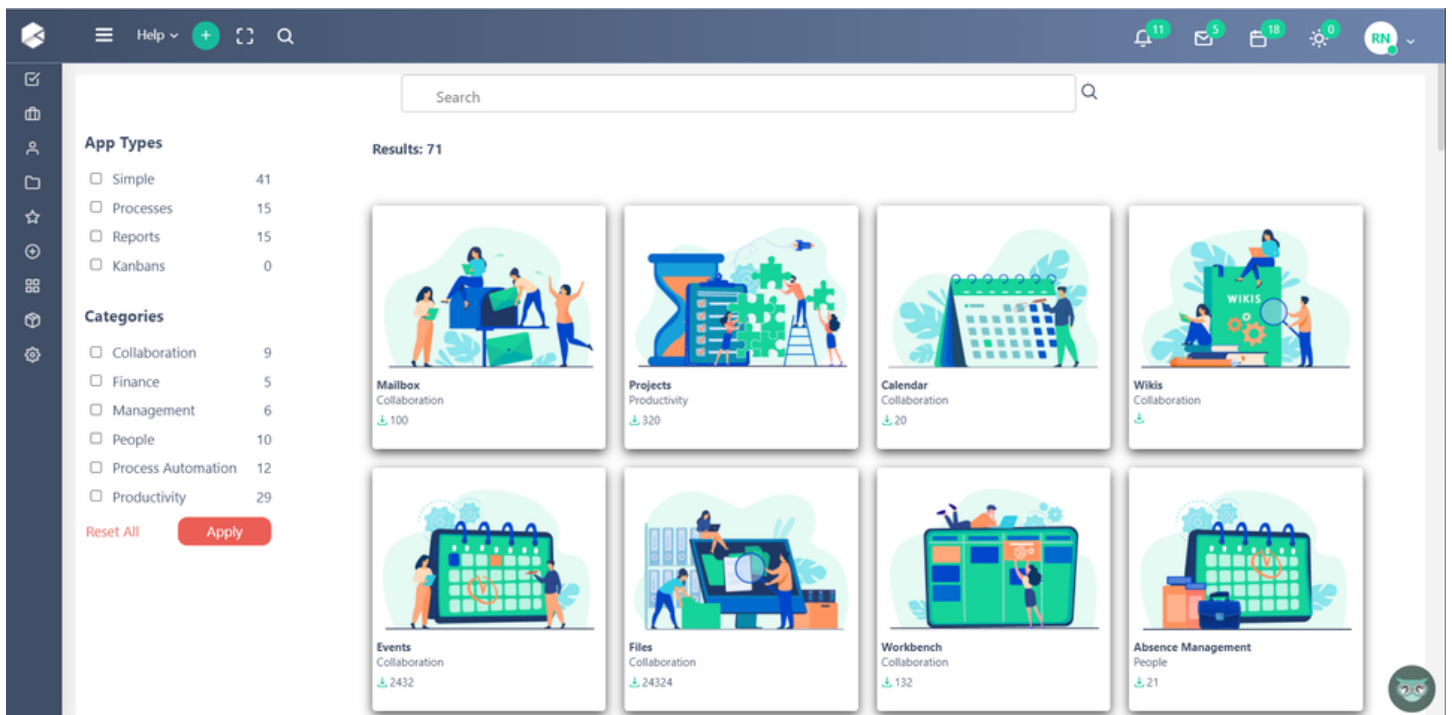 Help
11
5
18
0
RN
Search
App Types
Simple 41
Processes 15
Reports 15
Kanbans 0
Categories
Collaboration 9
Finance 5
Management 6
People 10
Process Automation 12
Productivity 29
Reset All Apply
Results: 71
WIKIS
Mailbox
Collaboration
100
Projects
Productivity
320
Calendar
Collaboration
20
Wikis
Collaboration
Events
Collaboration
2432
Files
Collaboration
24324
Workbench
Collaboration
132
Absence Management
People
21